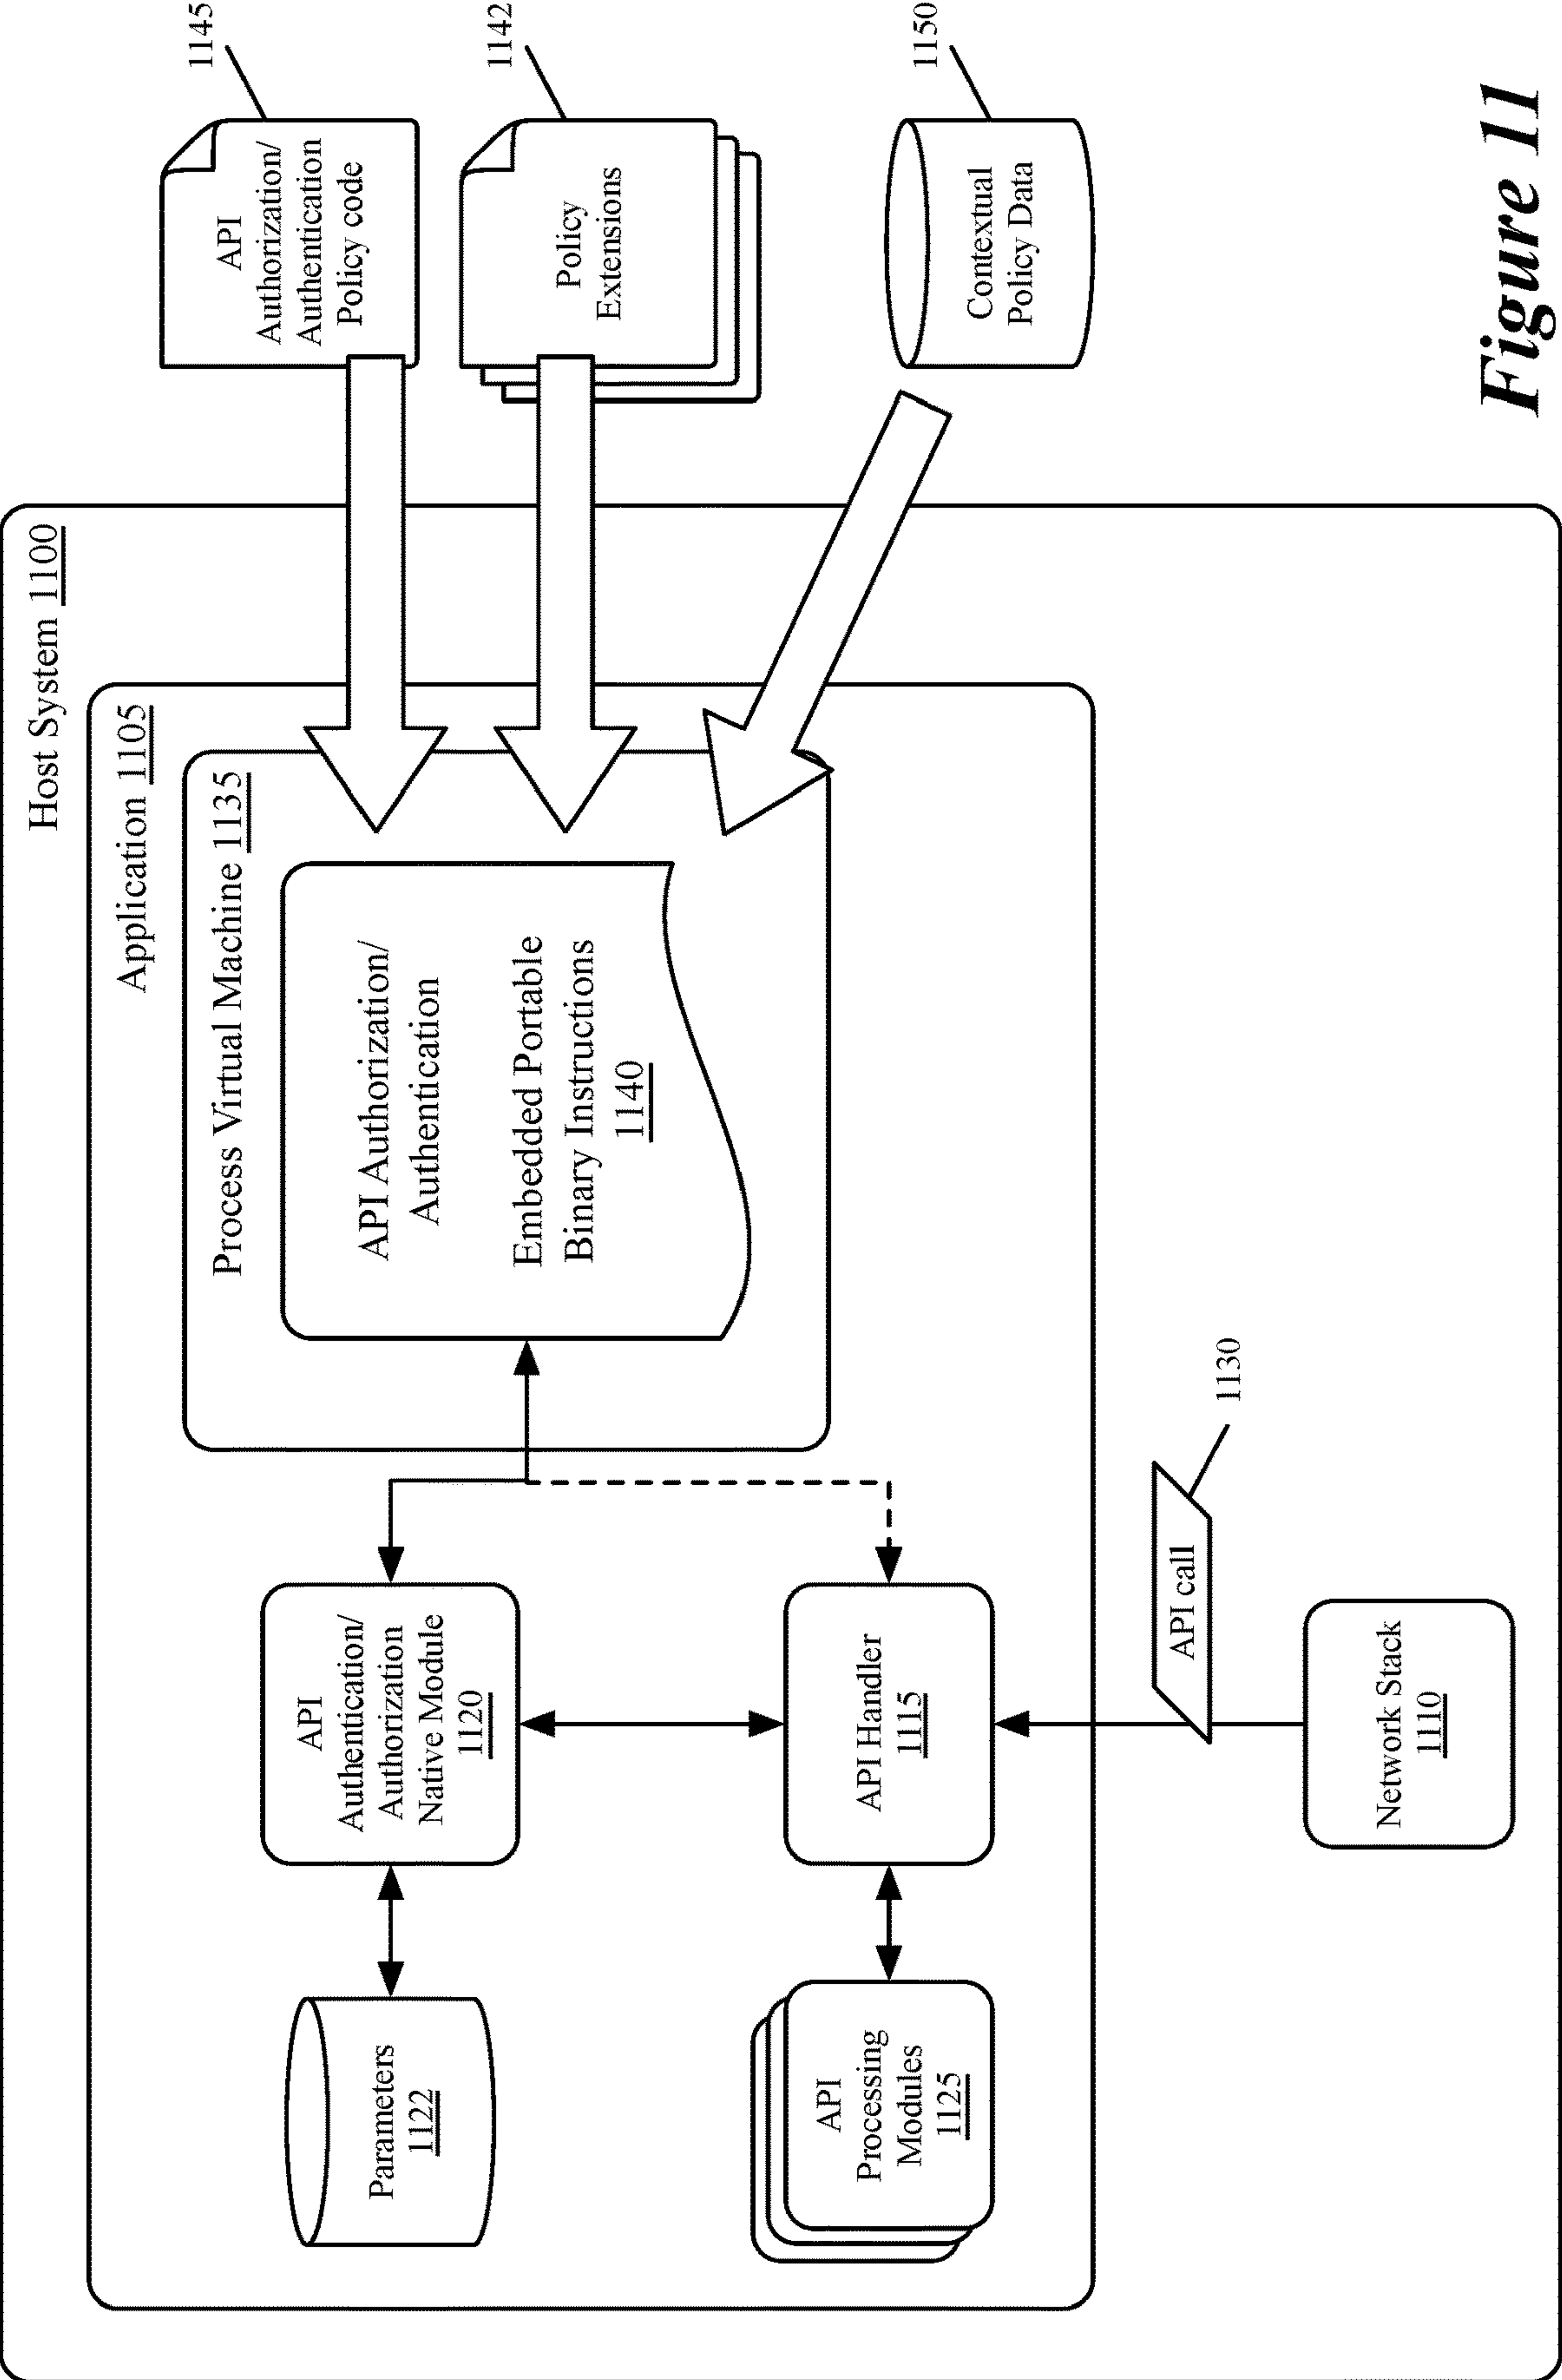 Host System 1100
Application 1105
Process Virtual Machine 1135
API Authorization/
Authentication
Embedded Portable
Binary Instructions
1140
API
Authorization/
Authentication
Policy code
1145
Policy
Extensions
1142
Contextual
Policy Data
1150
Parameters
1122
API
Authentication/
Authorization
Native Module
1120
API
Processing
Modules
1125
API Handler
1115
API call
1130
Network Stack
1110
Figure 11